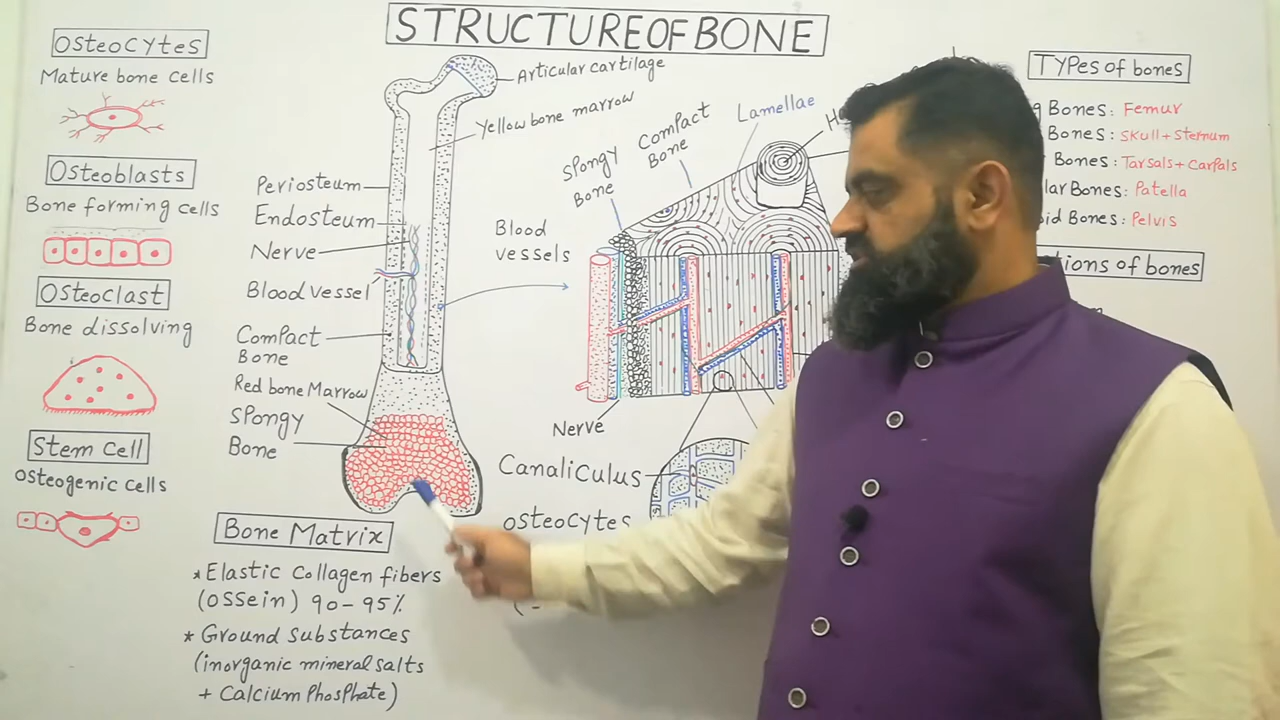 STRUCTURE OF BONE
Osteocytes
Mature bone cells
Osteoblasts
Bone forming cells
Osteoclast
Bone dissolving
Stem Cell
Osteogenic cells
Articular cartilage
Yellow bone marrow
Periosteum
Endosteum
Nerve
Blood vessel
Compact
Bone
Red bone Marrow
Spongy
Bone
Bone Matrix
* Elastic Collagen fibers
(Ossein) 90-95%
* Ground Substances
(inorganic mineral salts
+ Calcium Phosphate)
Spongy
Bone
Compact
Bone
Lamellae
Blood
vessels
Nerve
Canaliculus
Osteocytes
Types of bones
Bones: Femur
Bones: Skull + Sternum
Bones: Tarsals + Carpals
Bones: Patella
Bones: Pelvis
of bones